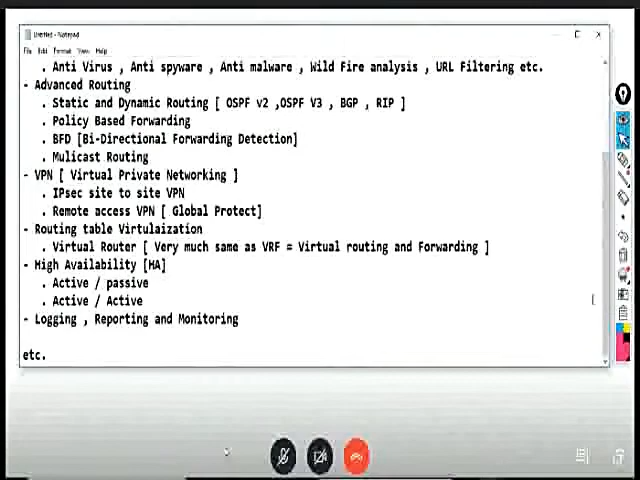 Untitled - Notepad
File Edit Format View Help
. Anti Virus , Anti spyware , Anti malware , Wild Fire analysis , URL Filtering etc.
- Advanced Routing
. Static and Dynamic Routing [ OSPF v2 ,OSPF V3 , BGP , RIP ]
. Policy Based Forwarding
. BFD [Bi-Directional Forwarding Detection]
. Mulicast Routing
- VPN [ Virtual Private Networking ]
. IPsec site to site VPN
. Remote access VPN [ Global Protect]
- Routing table Virtulaization
. Virtual Router [ Very much same as VRF = Virtual routing and Forwarding ]
- High Availability [HA]
. Active / passive
. Active / Active
- Logging , Reporting and Monitoring
etc.